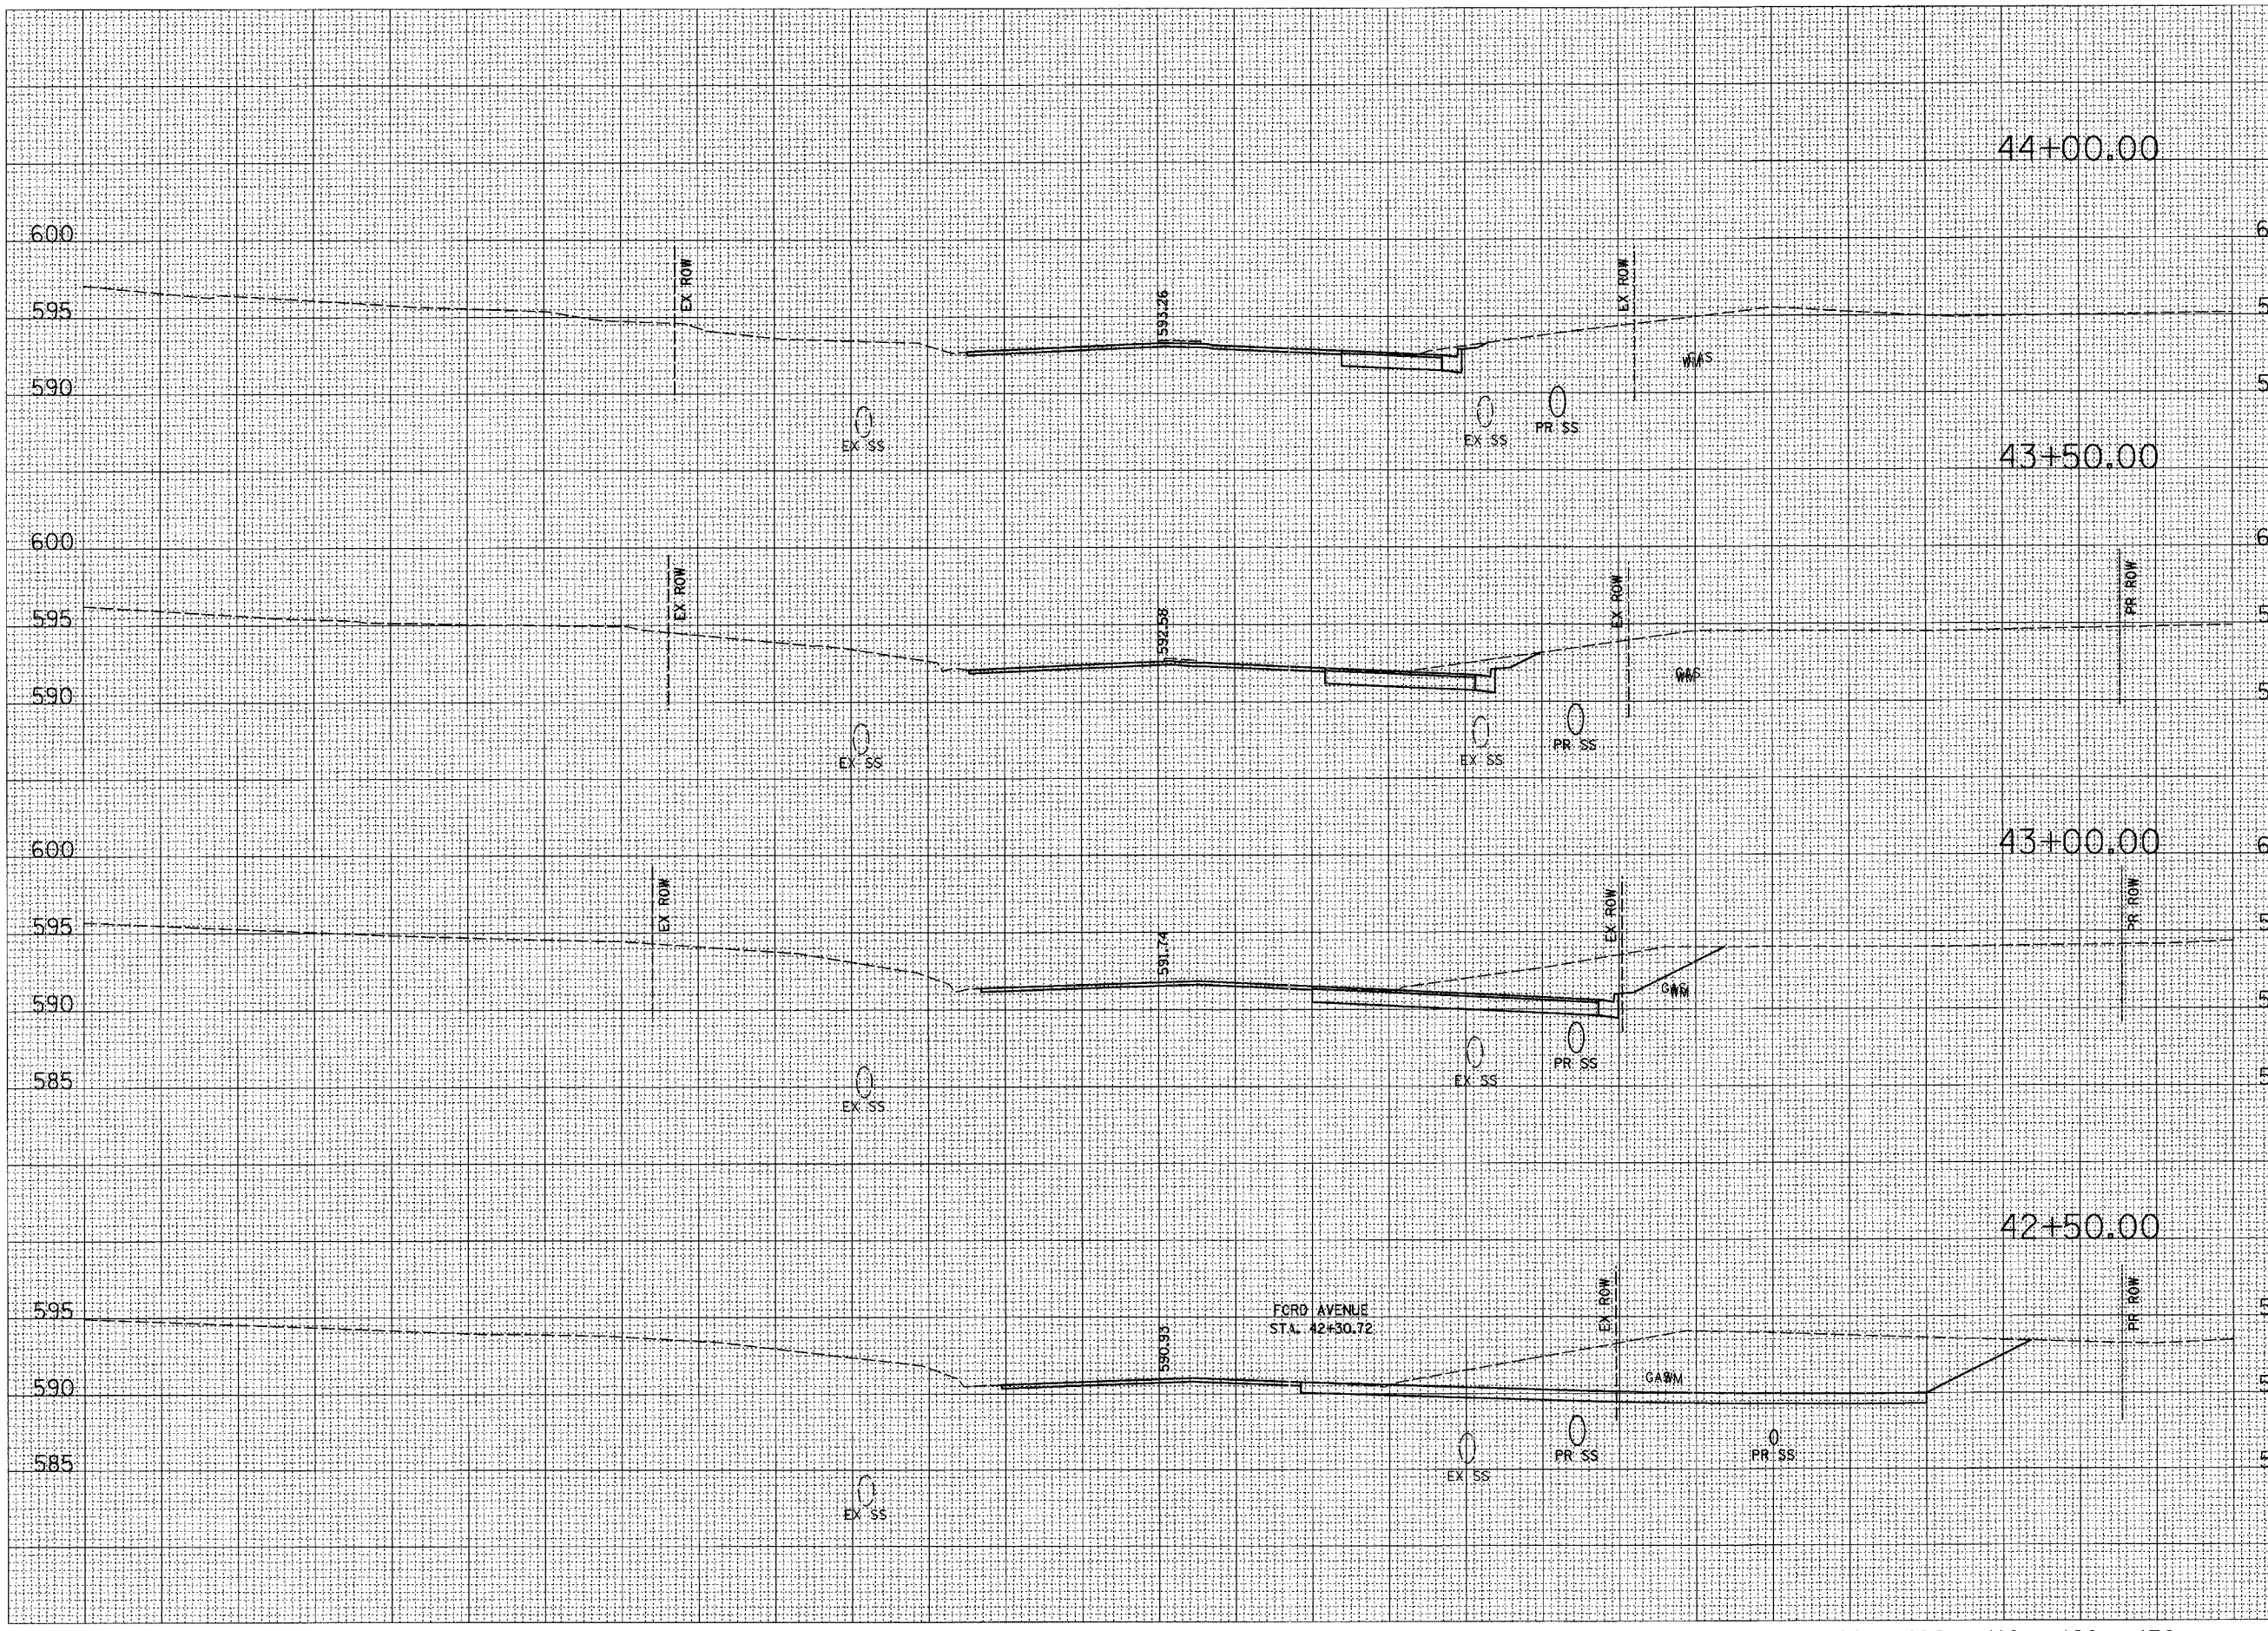 44+00.00
600
EX ROW
EX ROW
595
593.26
GAS
WM
590
EX SS
EX SS
PR SS
43+50.00
600
EX ROW
EX ROW
PR ROW
595
592.58
GAS
WM
590
EX SS
EX SS
PR SS
43+00.00
600
EX ROW
EX ROW
PR ROW
595
591.74
GAS
WM
590
EX SS
PR SS
585
EX SS
42+50.00
EX ROW
PR ROW
595
FORD AVENUE
STA. 42+30.72
590.93
GAS
WM
590
EX SS
PR SS
PR SS
585
EX SS